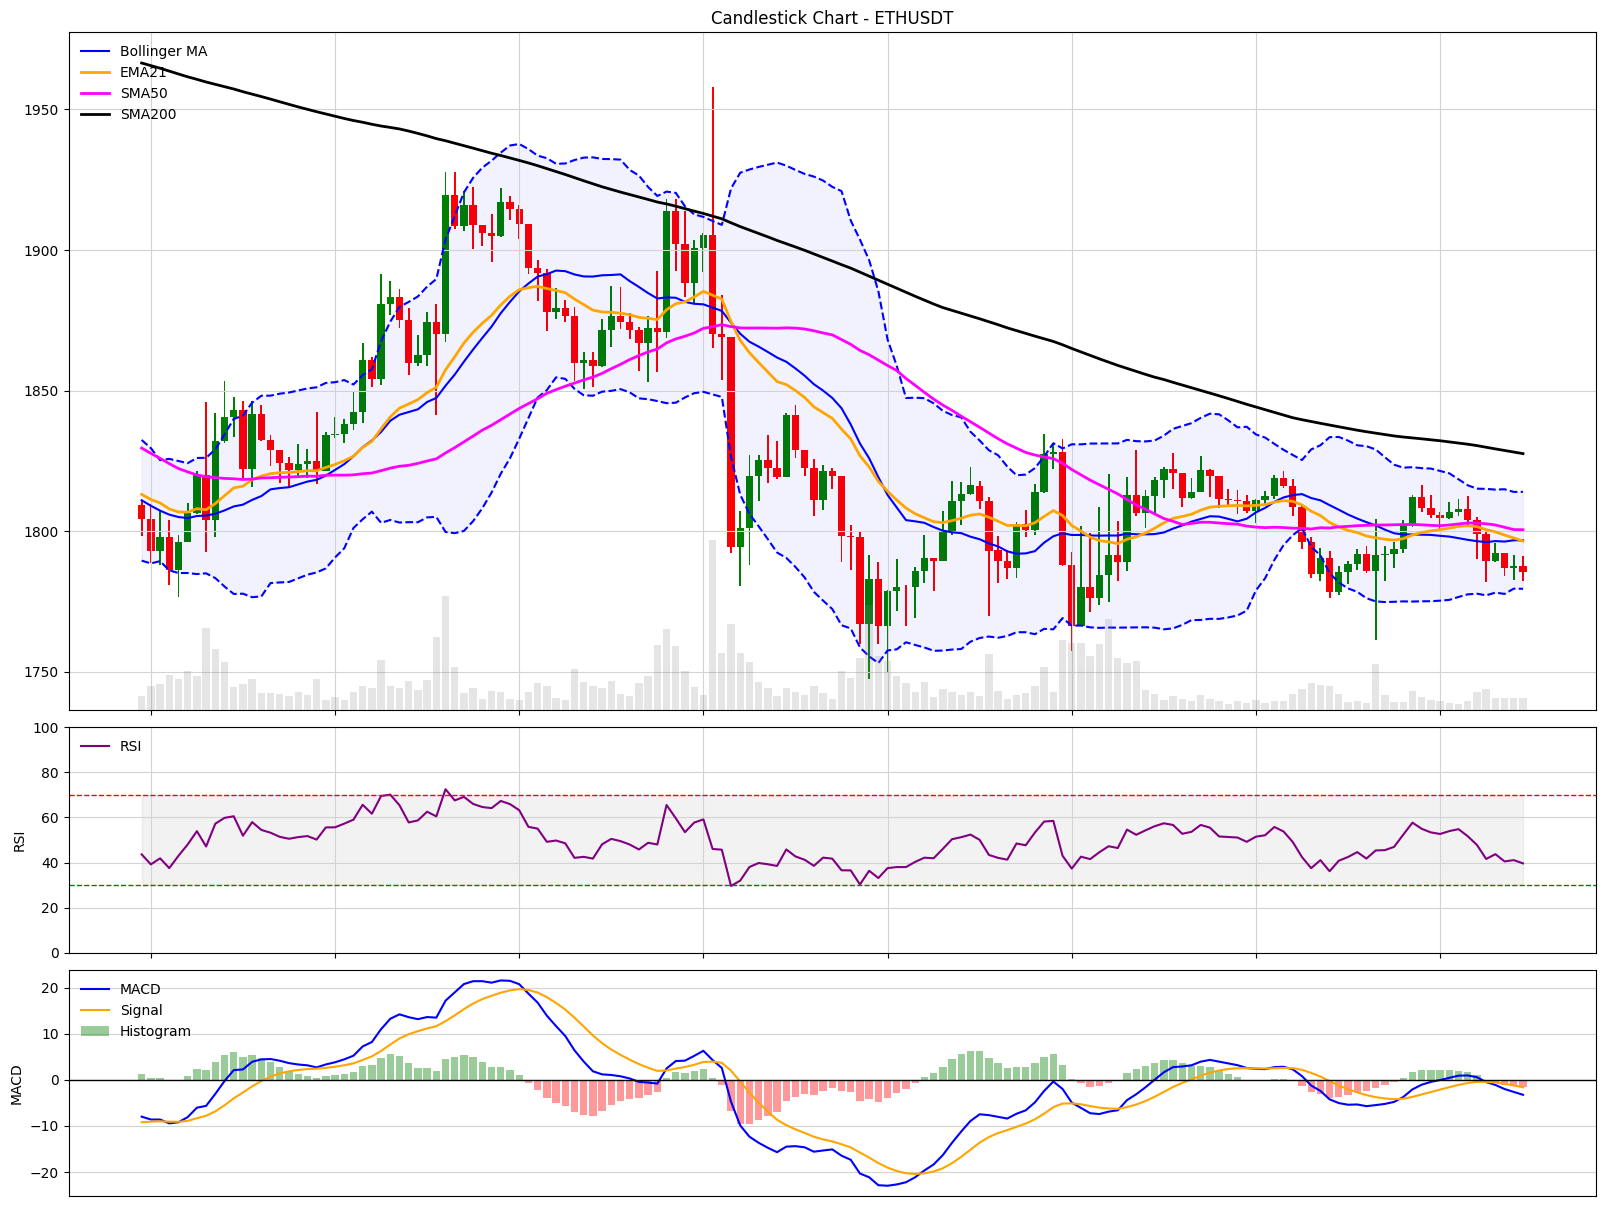 Candlestick Chart - ETHUSDT
Bollinger MA
EMA21
SMA50
SMA200
1950
1900
1850
1800
1750
RSI
100
80
60
40
20
0
RSI
MACD
Signal
Histogram
20
10
0
−10
−20
MACD